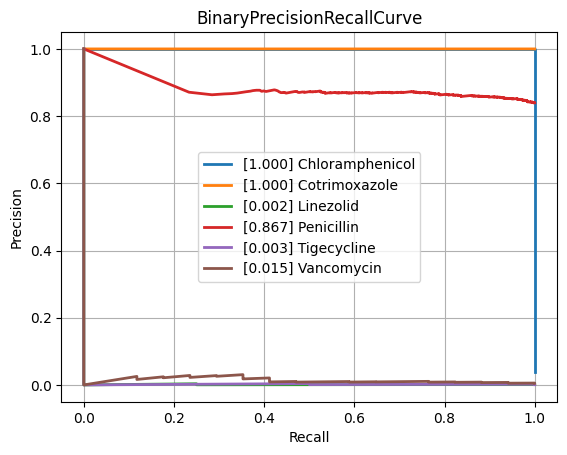 BinaryPrecisionRecallCurve
Precision
1.0
0.8
0.6
0.4
0.2
0.0
[1.000] Chloramphenicol
[1.000] Cotrimoxazole
[0.002] Linezolid
[0.867] Penicillin
[0.003] Tigecycline
[0.015] Vancomycin
0.0 0.2 0.4 0.6 0.8 1.0
Recall